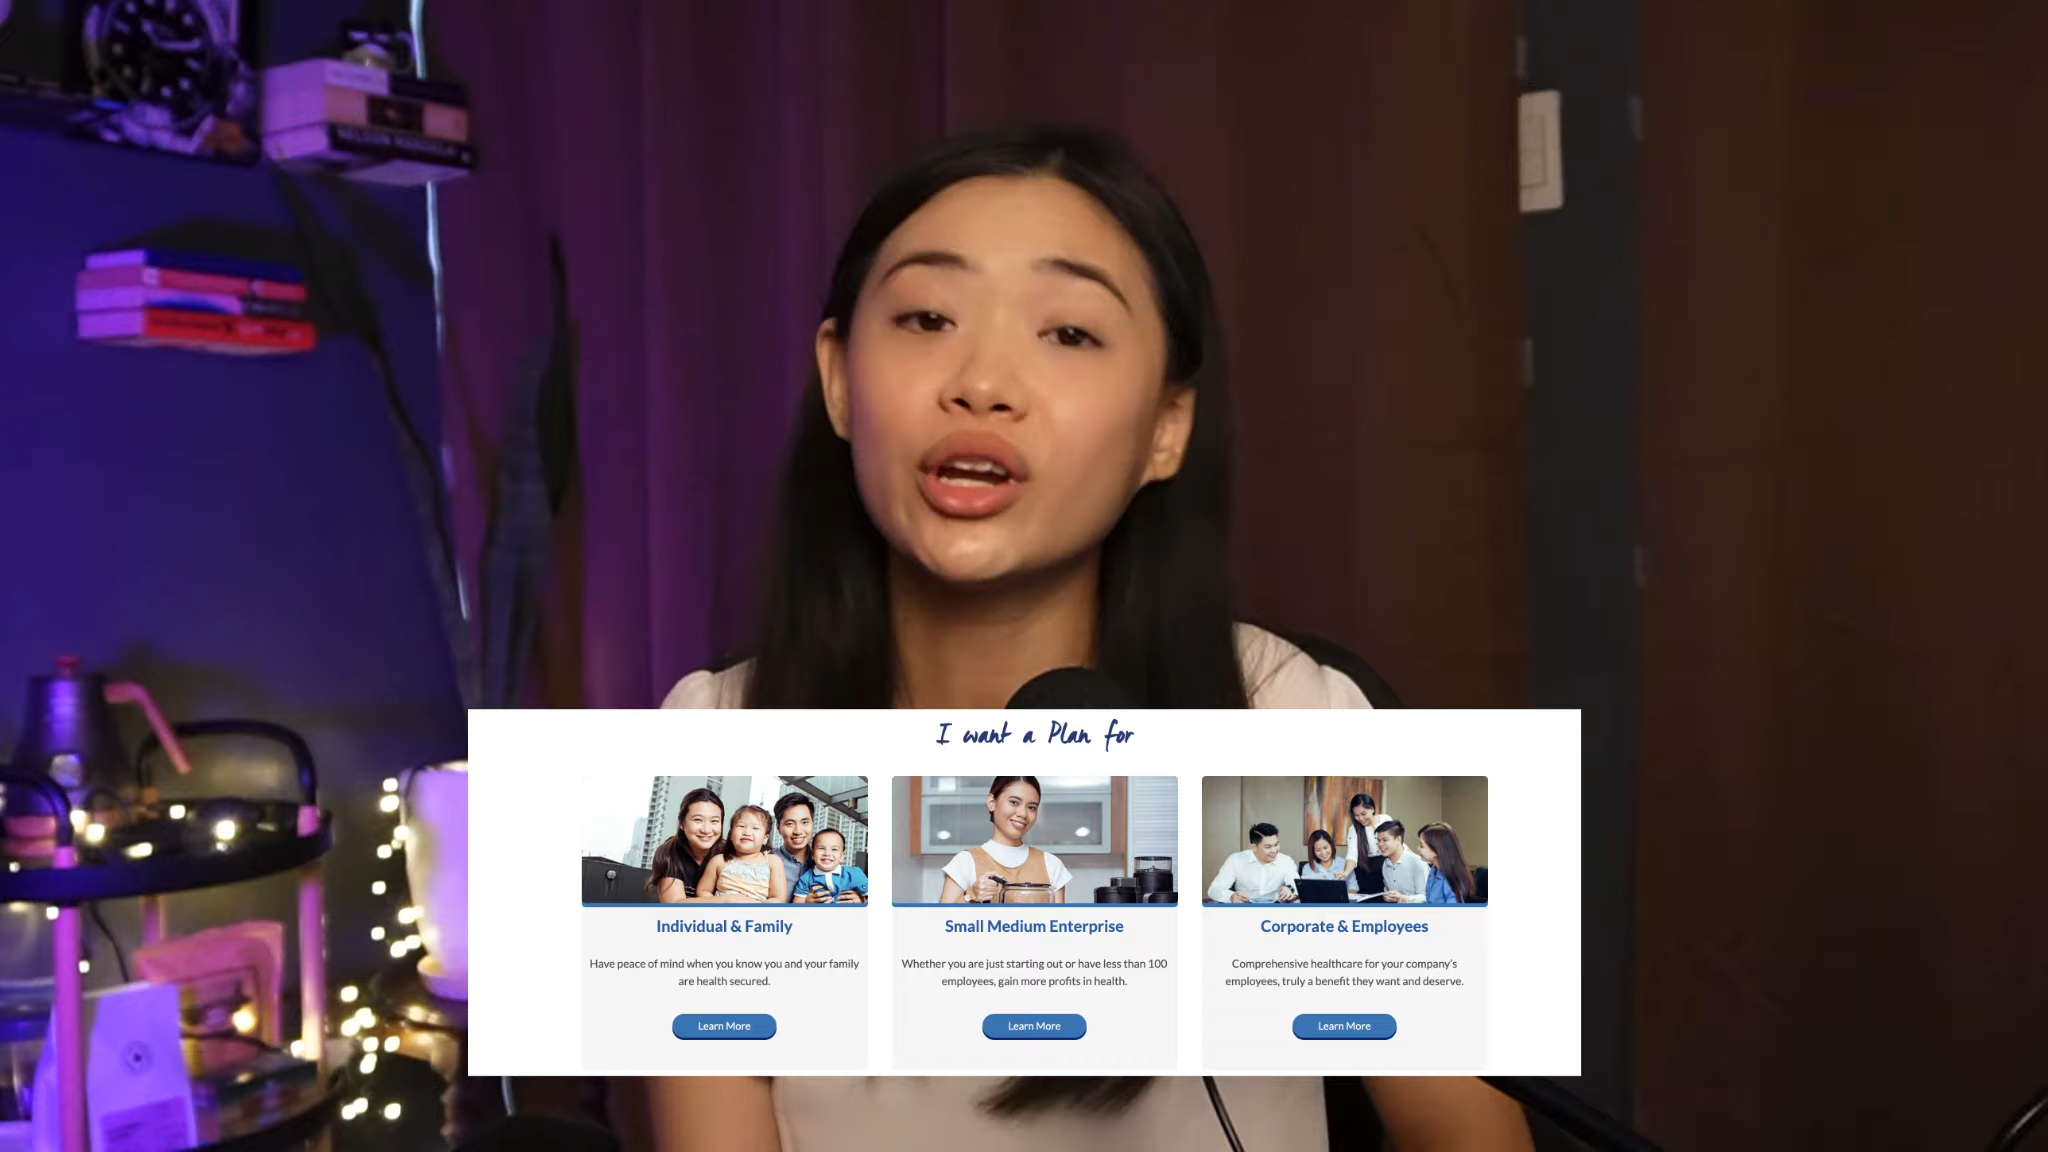 NELSON MANDELA
I want a Plan for
Individual & Family
Have peace of mind when you know you and your family
are health secured.
Learn More
Small Medium Enterprise
Whether you are just starting out or have less than 100
employees, gain more profits in health.
Learn More
Corporate & Employees
Comprehensive healthcare for your company's
employees, truly a benefit they want and deserve.
Learn More